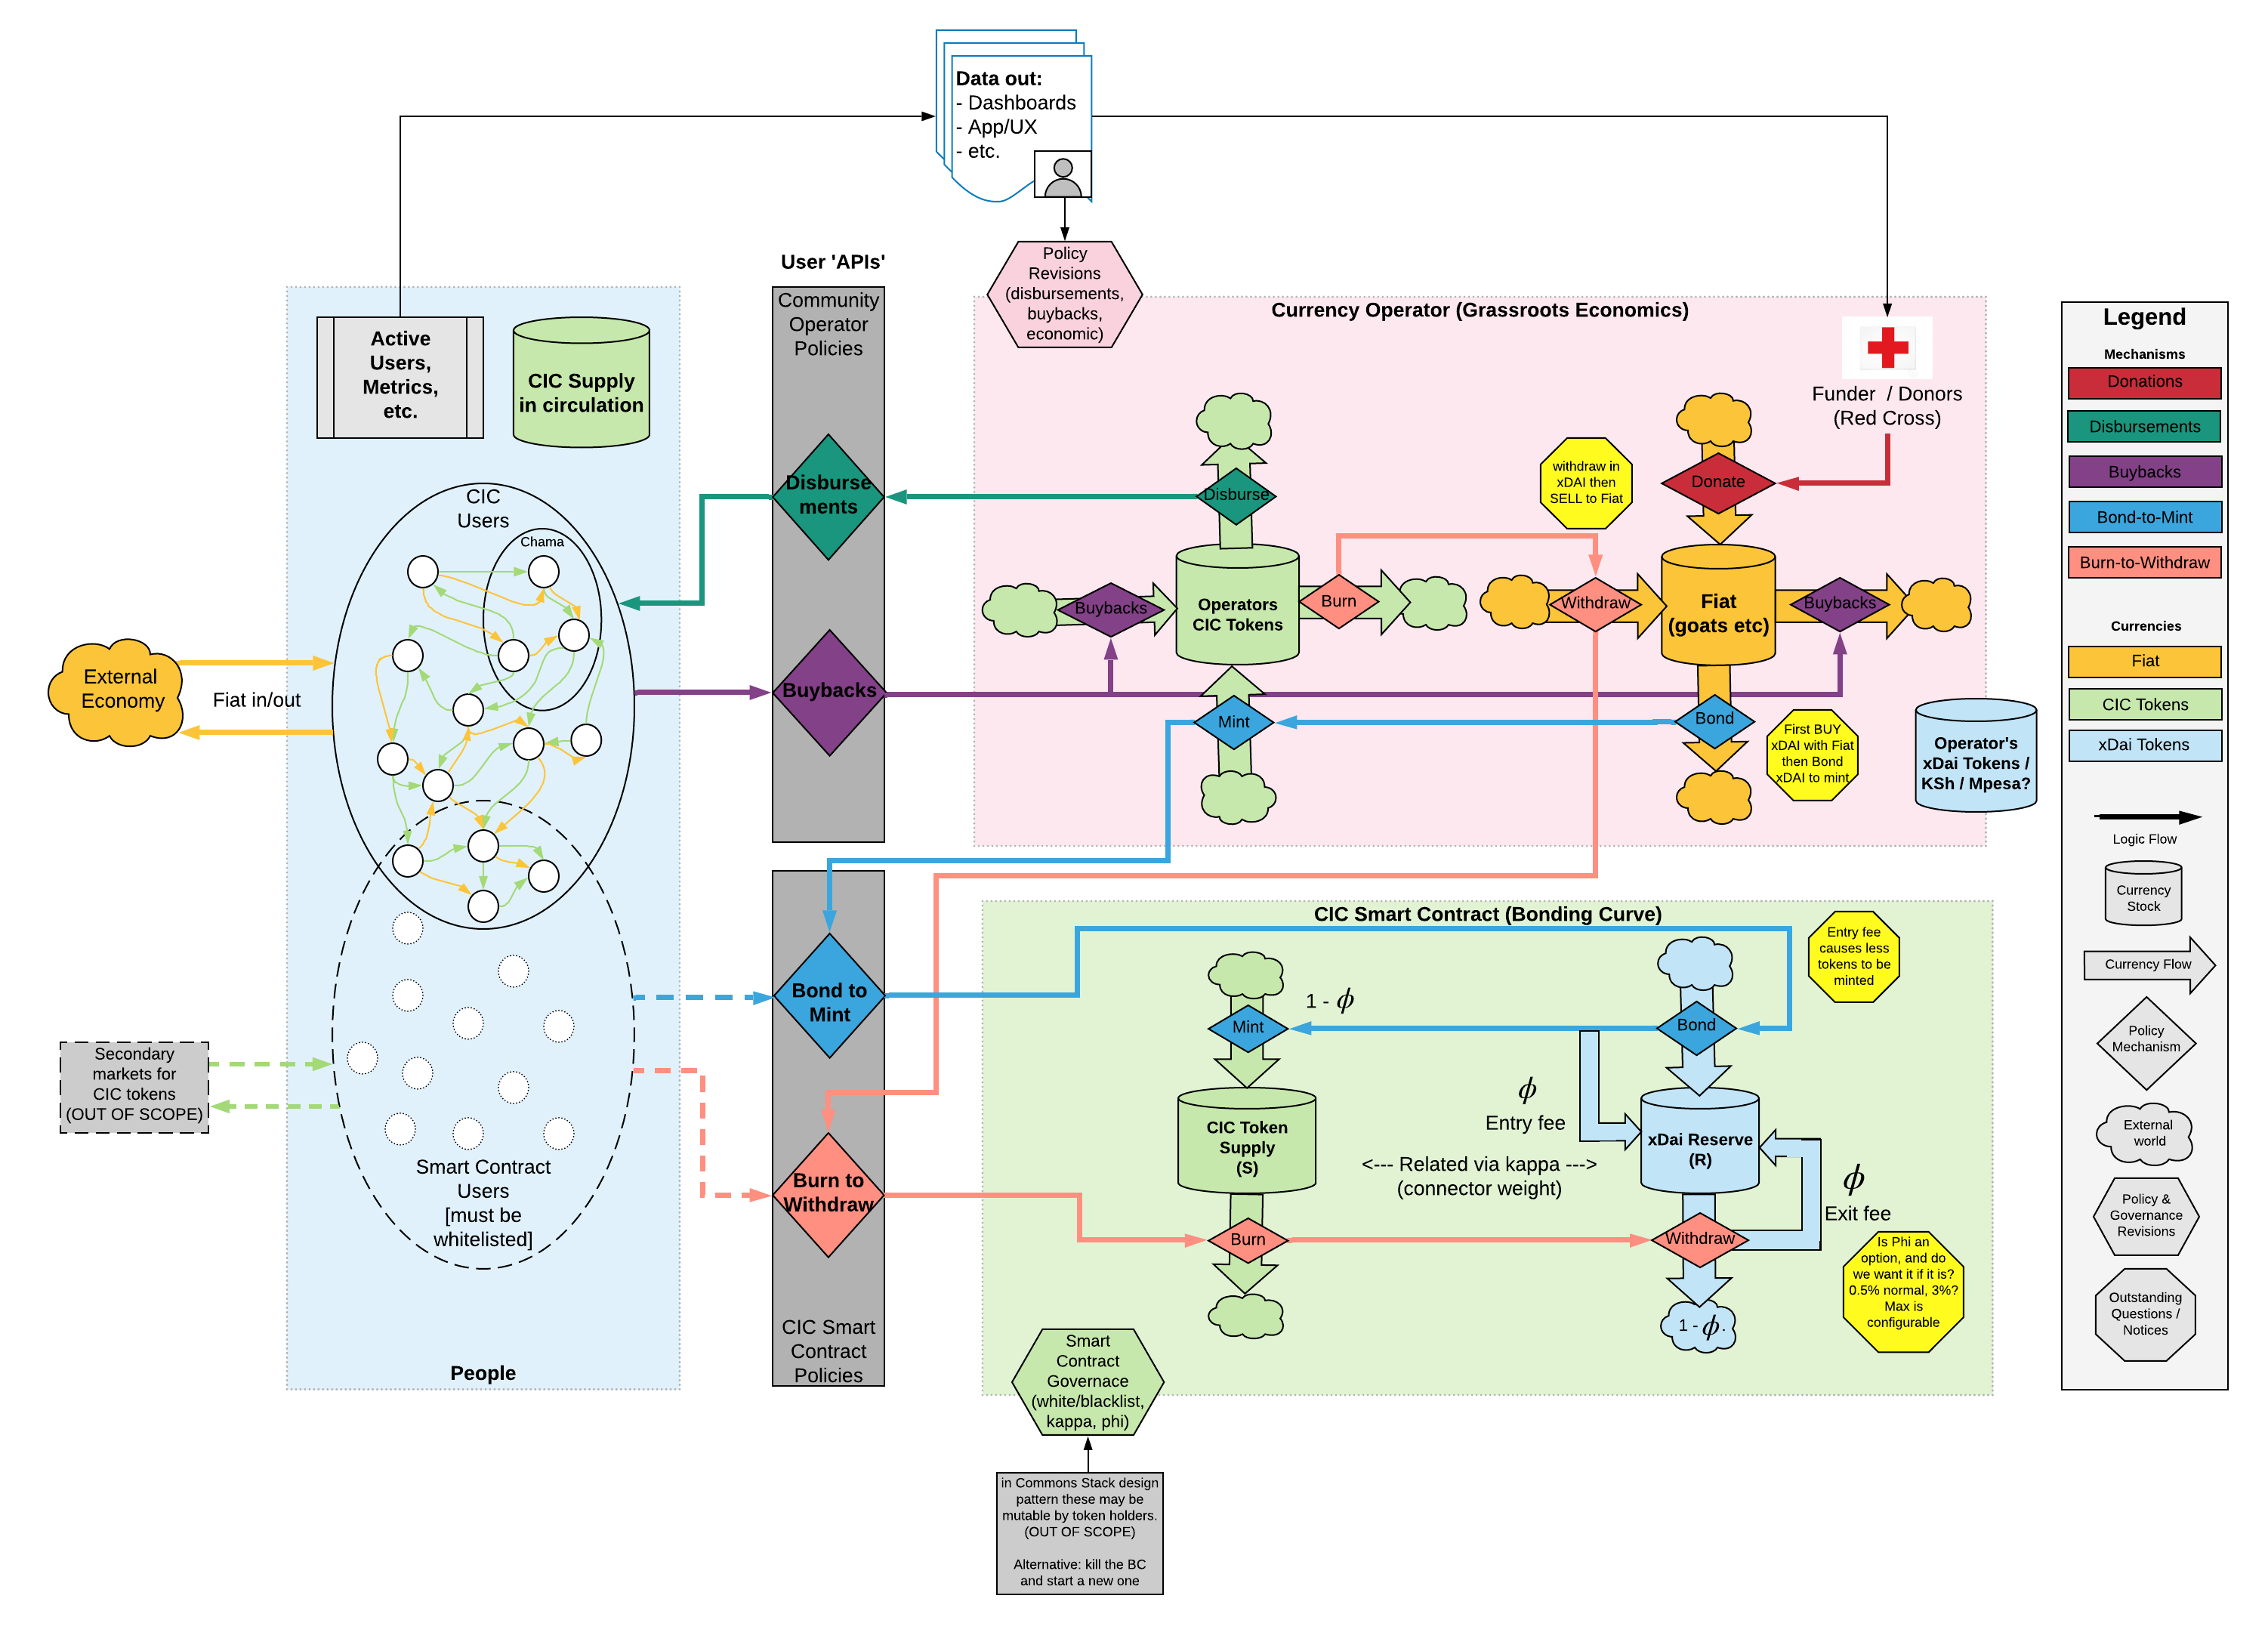 Data out:
- Dashboards
- App/UX
- etc.
User 'APIs'
Community
Operator
Policies
Policy
Revisions
(disbursements,
buybacks,
economic)
Currency Operator (Grassroots Economics)
Funder / Donors
(Red Cross)
Active
Users,
Metrics,
etc.
CIC Supply
in circulation
CIC
Users
Chama
External
Economy
Fiat in/out
Disburse
ments
Buybacks
Disburse
Buybacks
Operators
CIC Tokens
Burn
Mint
withdraw in
xDAI then
SELL to Fiat
Donate
Withdraw
Fiat
(goats etc)
Buybacks
Bond
First BUY
xDAI with Fiat
then Bond
xDAI to mint
Operator's
xDai Tokens /
KSh / Mpesa?
Secondary
markets for
CIC tokens
(OUT OF SCOPE)
Smart Contract
Users
[must be
whitelisted]
People
Bond to
Mint
Burn to
Withdraw
CIC Smart
Contract
Policies
CIC Smart Contract (Bonding Curve)
Entry fee
causes less
tokens to be
minted
Mint
1 - ϕ
Bond
ϕ
Entry fee
CIC Token
Supply
(S)
<--- Related via kappa --->
(connector weight)
xDai Reserve
(R)
ϕ
Exit fee
Burn
Withdraw
1 - ϕ.
Is Phi an
option, and do
we want it if it is?
0.5% normal, 3%?
Max is
configurable
Smart
Contract
Governace
(white/blacklist,
kappa, phi)
in Commons Stack design
pattern these may be
mutable by token holders.
(OUT OF SCOPE)
Alternative: kill the BC
and start a new one
Legend
Mechanisms
Donations
Disbursements
Buybacks
Bond-to-Mint
Burn-to-Withdraw
Currencies
Fiat
CIC Tokens
xDai Tokens
Logic Flow
Currency
Stock
Currency Flow
Policy
Mechanism
External
world
Policy &
Governance
Revisions
Outstanding
Questions /
Notices